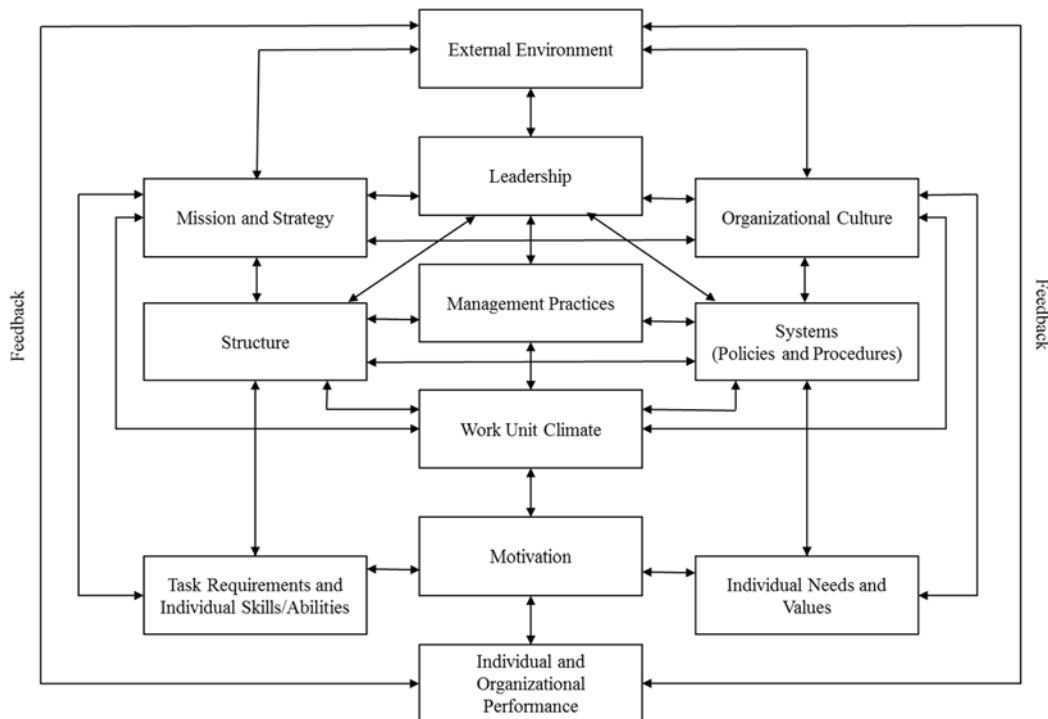 External Environment
Leadership
Mission and Strategy
Organizational Culture
Management Practices
Structure
Systems
(Policies and Procedures)
Feedback
Feedback
Work Unit Climate
Motivation
Task Requirements and
Individual Skills/Abilities
Individual Needs and
Values
Individual and
Organizational
Performance